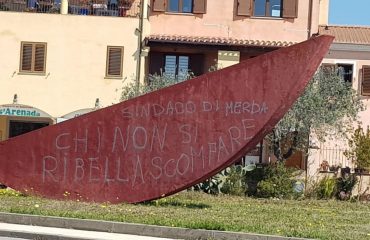 s'Arenada
SINDACO DI MERDA
CHI NON SI
RIBELLA SCOMPARE